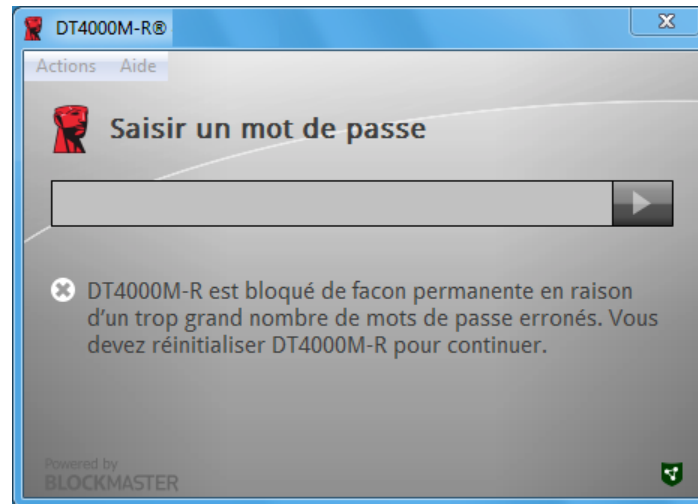 DT4000M-R®
Actions Aide
Saisir un mot de passe
DT4000M-R est bloqué de facon permanente en raison
d'un trop grand nombre de mots de passe erronés. Vous
devez réinitialiser DT4000M-R pour continuer.
Powered by
BLOCKMASTER